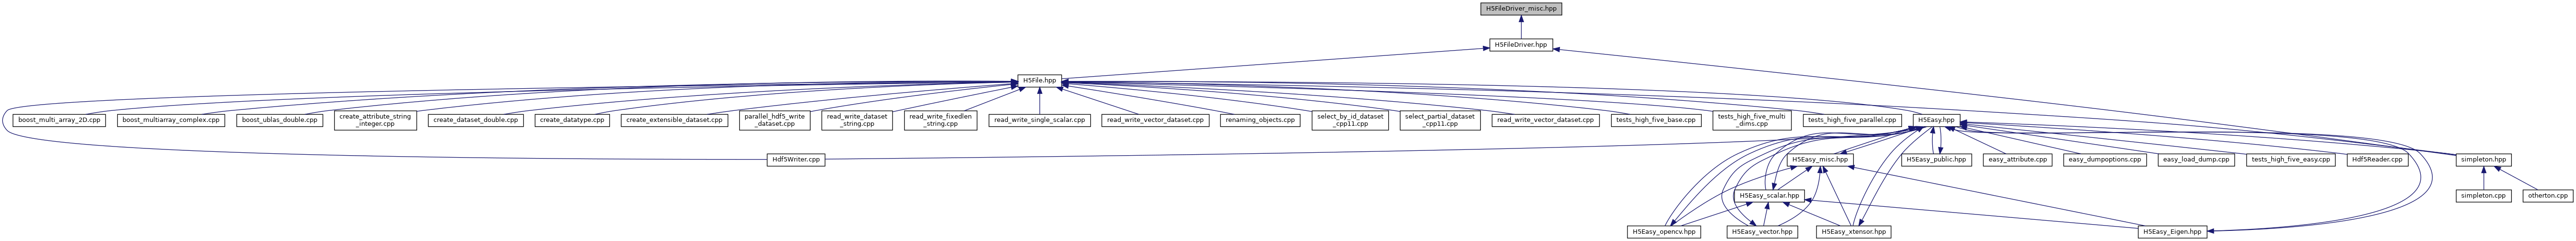 H5FileDriver_misc.hpp
H5FileDriver.hpp
H5File.hpp
boost_multi_array_2D.cpp
boost_multiarray_complex.cpp
boost_ublas_double.cpp
create_attribute_string
_integer.cpp
create_dataset_double.cpp
create_datatype.cpp
create_extensible_dataset.cpp
parallel_hdf5_write
_dataset.cpp
read_write_dataset
_string.cpp
read_write_fixedlen
_string.cpp
read_write_single_scalar.cpp
read_write_vector_dataset.cpp
renaming_objects.cpp
select_by_id_dataset
_cpp11.cpp
select_partial_dataset
_cpp11.cpp
read_write_vector_dataset.cpp
tests_high_five_base.cpp
tests_high_five_multi
_dims.cpp
tests_high_five_parallel.cpp
H5Easy.hpp
Hdf5Writer.cpp
H5Easy_misc.hpp
H5Easy_public.hpp
easy_attribute.cpp
easy_dumpoptions.cpp
easy_load_dump.cpp
tests_high_five_easy.cpp
Hdf5Reader.cpp
simpleton.hpp
H5Easy_scalar.hpp
simpleton.cpp
otherton.cpp
H5Easy_opencv.hpp
H5Easy_vector.hpp
H5Easy_xtensor.hpp
H5Easy_Eigen.hpp